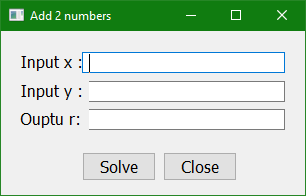 Add 2 numbers
Input x :
Input y :
Ouptu r:
Solve Close